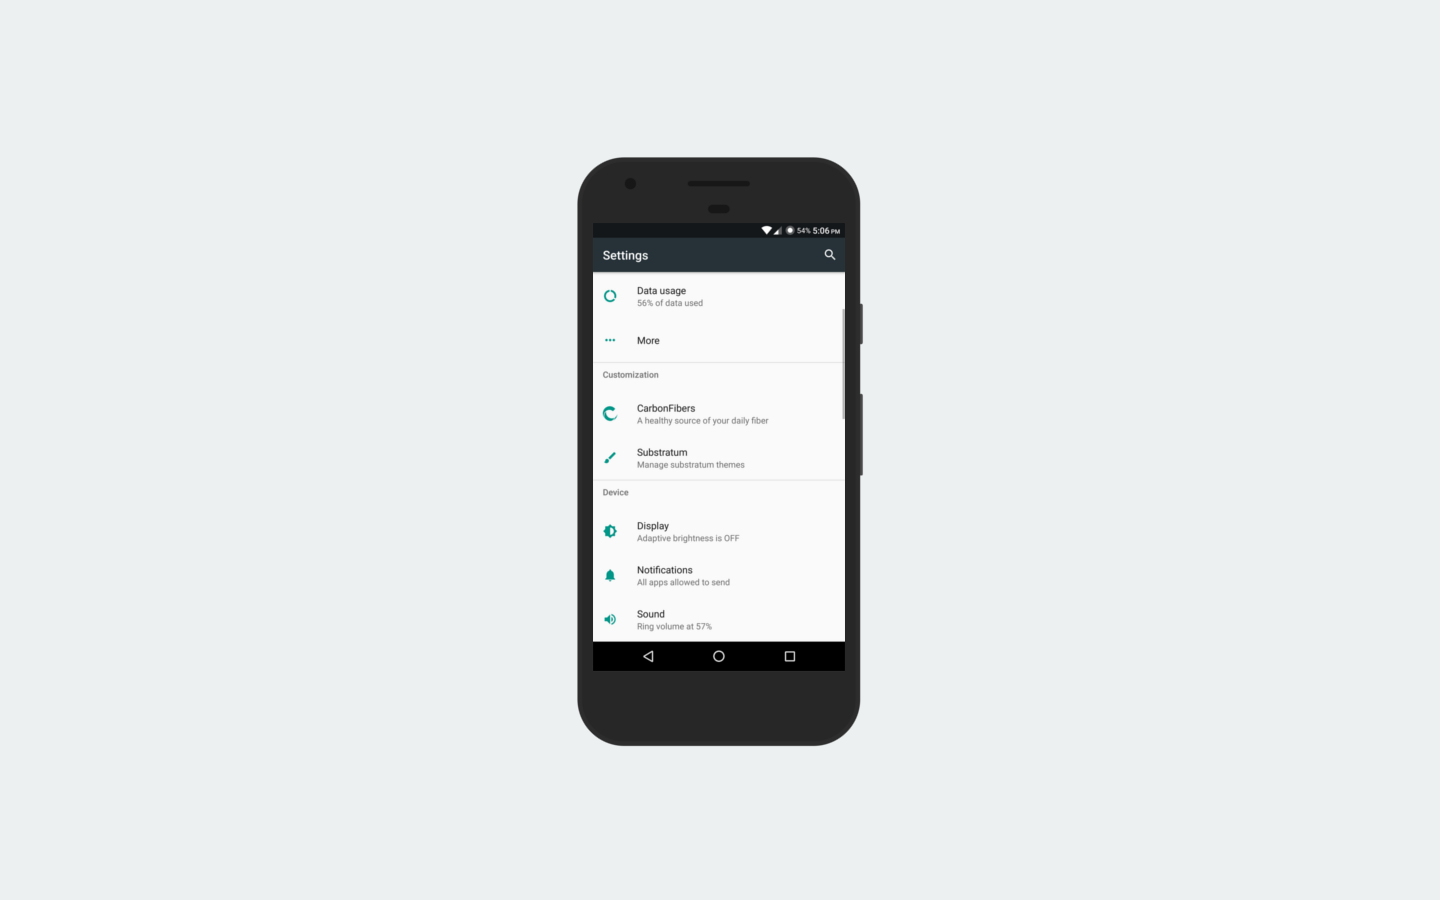 54% 5:06 PM
Settings
Data usage
56% of data used
More
Customization
CarbonFibers
A healthy source of your daily fiber
Substratum
Manage substratum themes
Device
Display
Adaptive brightness is OFF
Notifications
All apps allowed to send
Sound
Ring volume at 57%